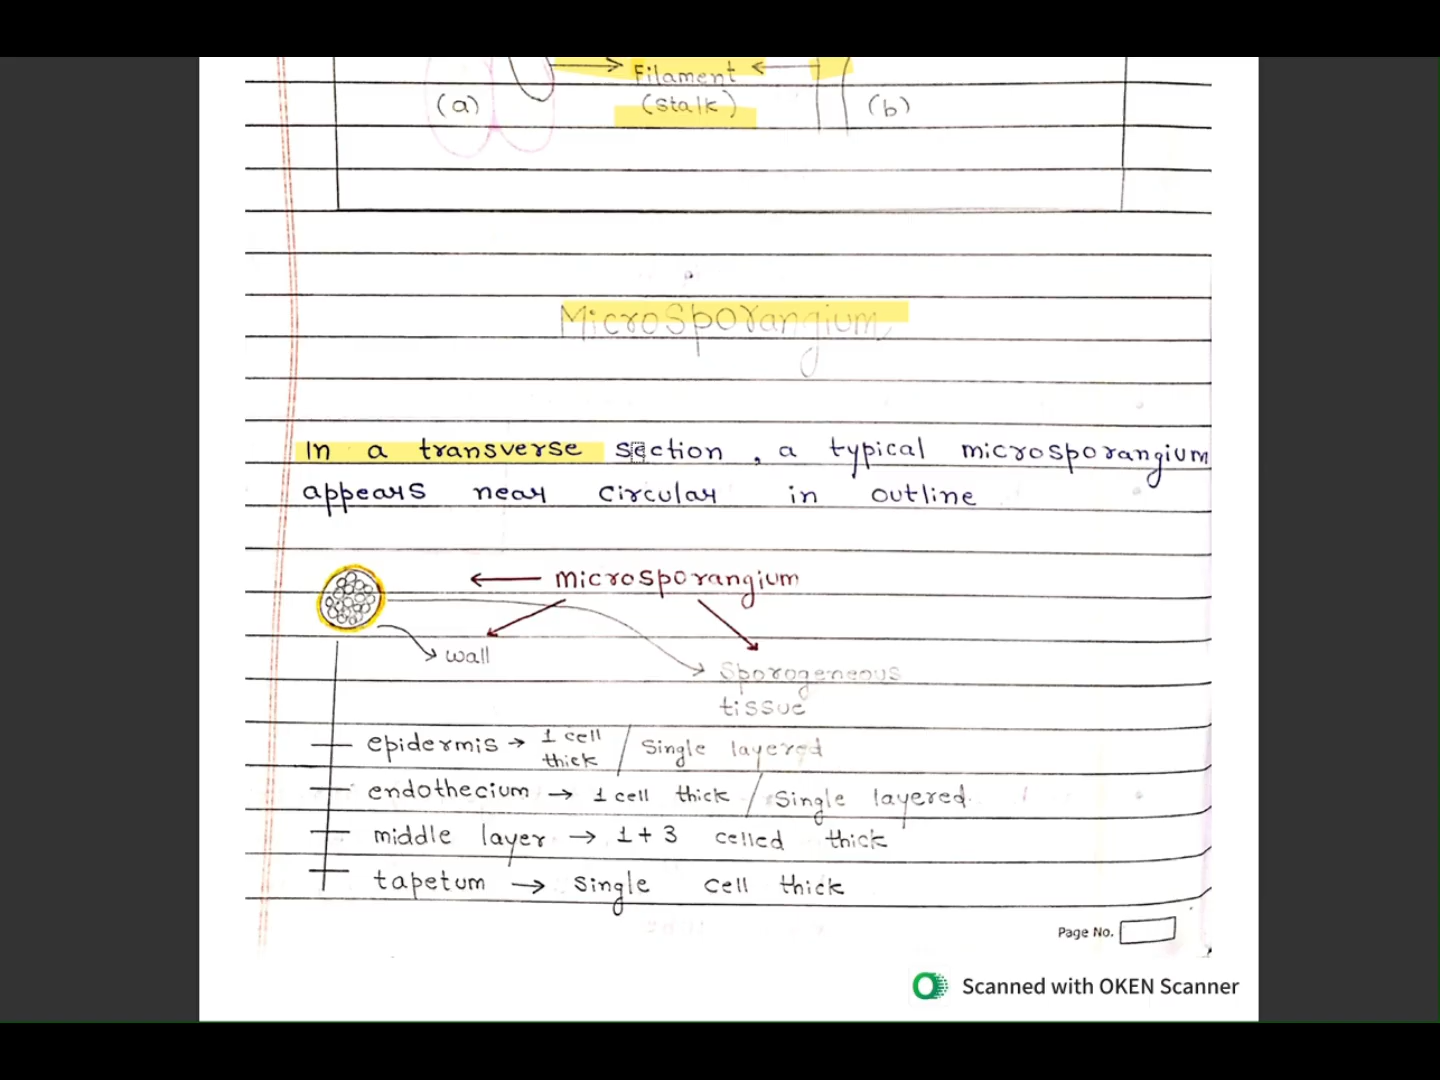 Filament
(a) (stalk) (b)
Microsporangium
In a transverse section, a typical microsporangium
appears near circular in outline
microsporangium
wall
Sporogeneous
tissue
epidermis → 1 cell thick / Single layered
endothecium → 1 cell thick / Single layered
middle layer → 1+3 celled thick
tapetum → single cell thick
Page No.
Scanned with OKEN Scanner